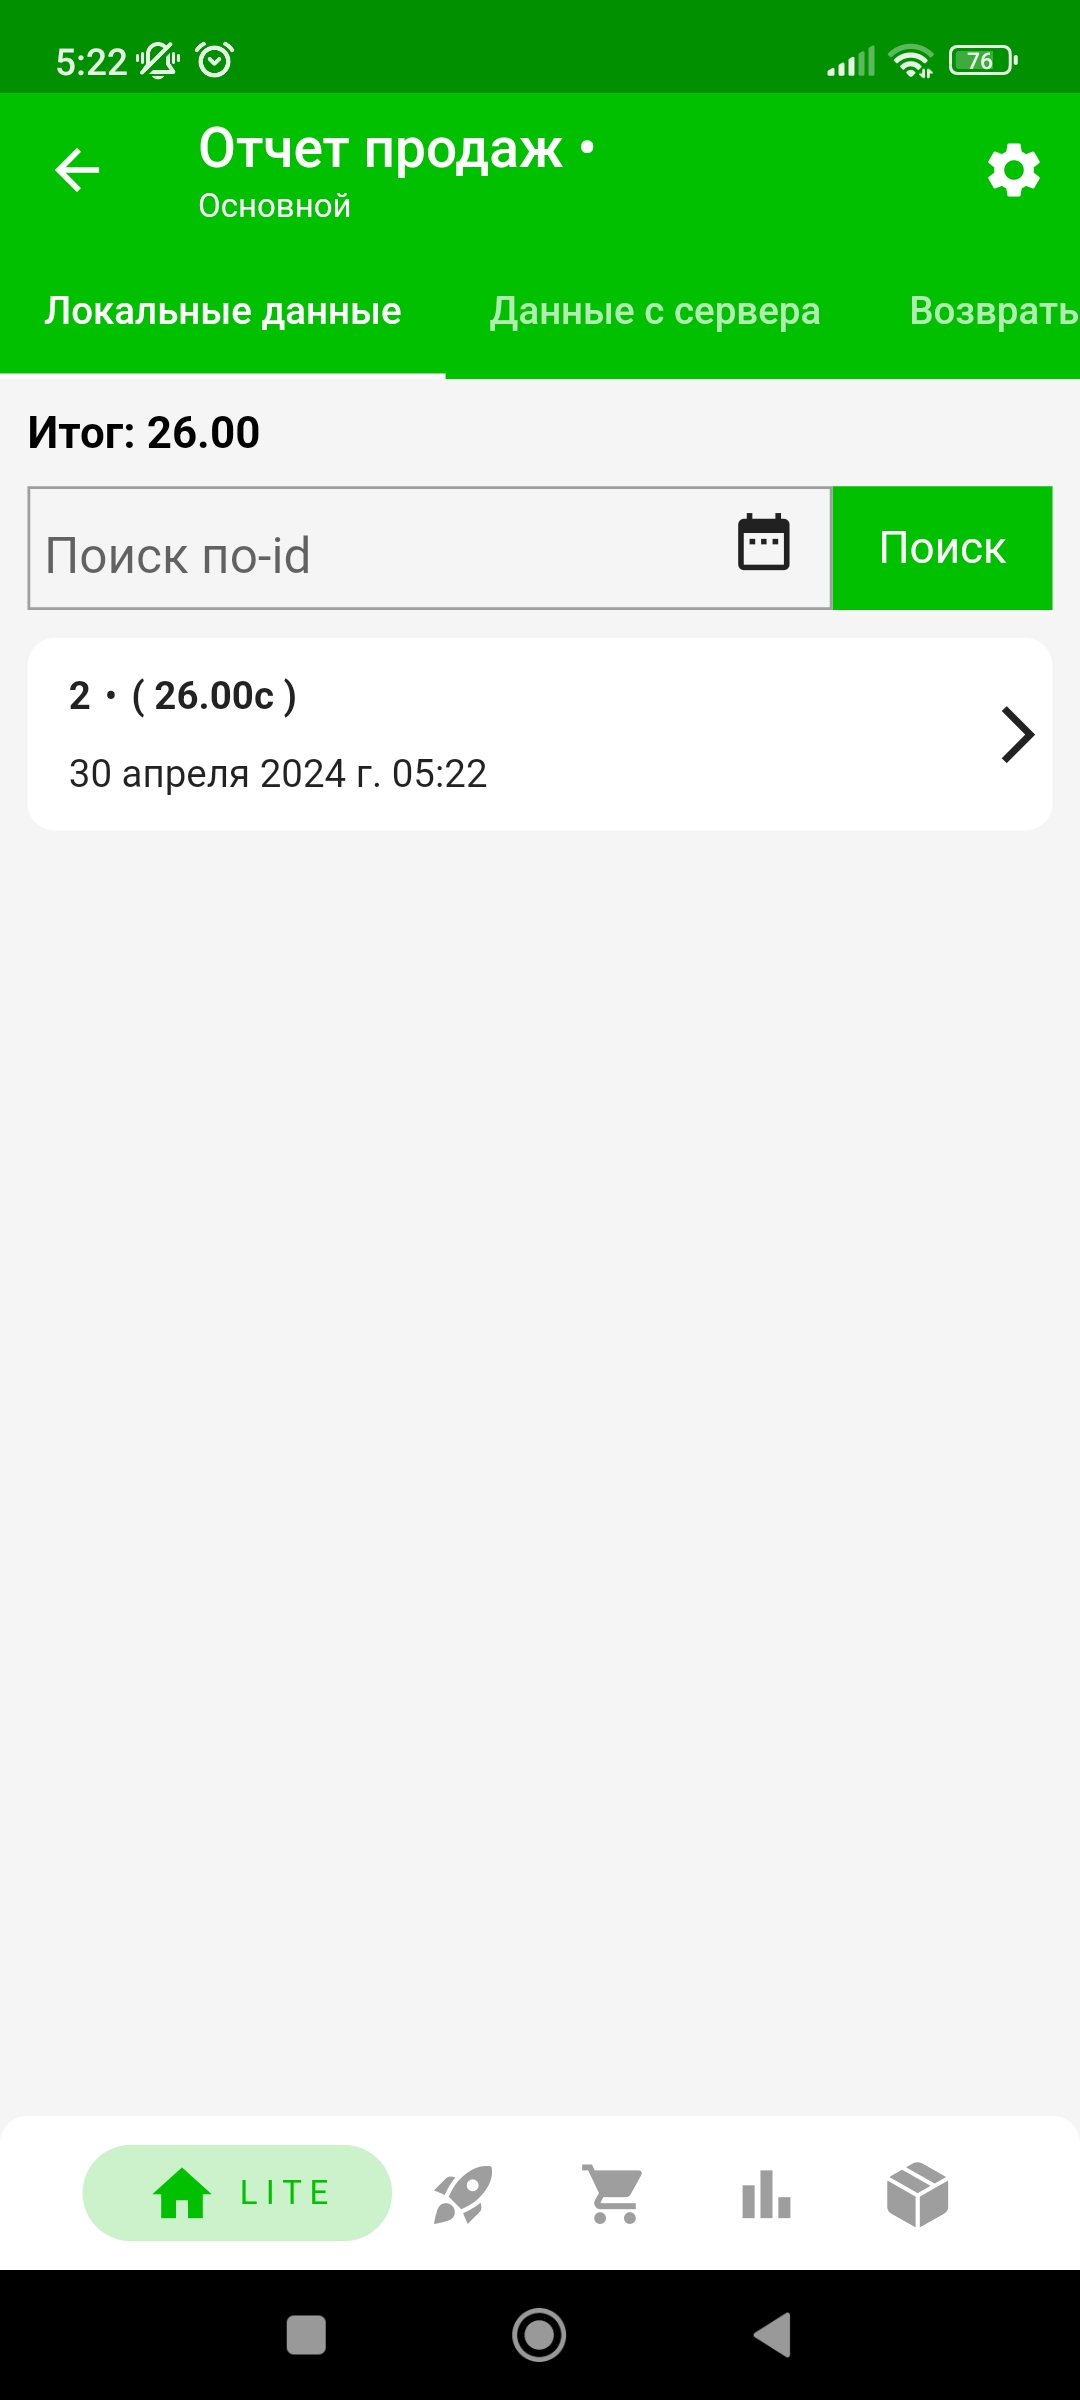 5:22
76
Отчет продаж •
Основной
Локальные данные
Данные с сервера
Возврать
Итог: 26.00
Поиск по-id
Поиск
2 • ( 26.00с )
30 апреля 2024 г. 05:22
LITE